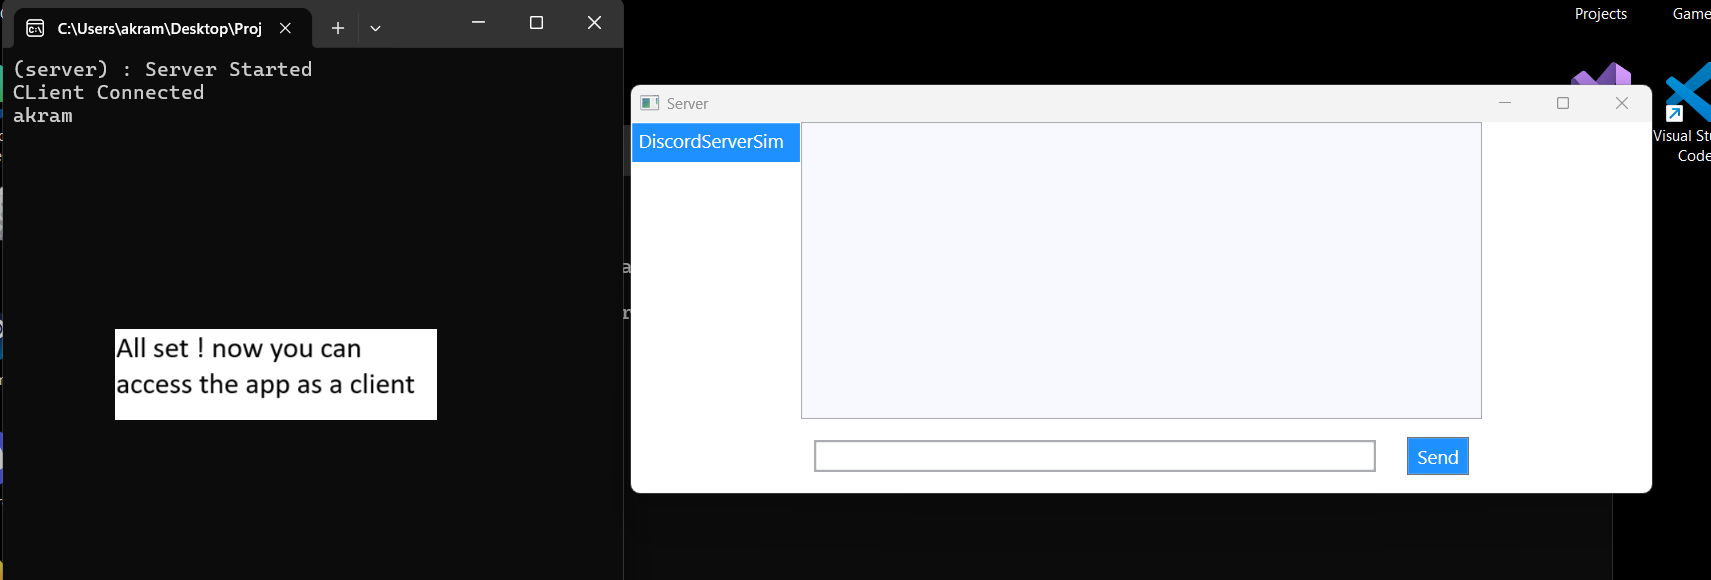 C:\Users\akram\Desktop\Proj
(server) : Server Started
CLient Connected
akram
All set ! now you can
access the app as a client
Server
DiscordServerSim
Send
Projects
Game
Visual Stu
Code